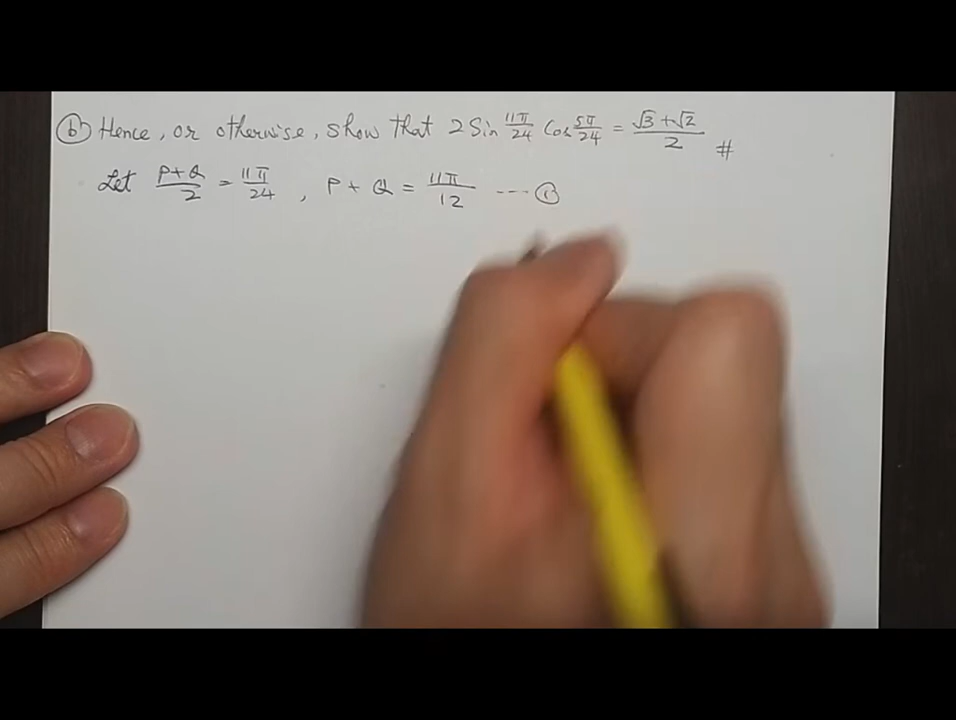 (b) Hence, or otherwise, show that 2 Sin 11π/24 Cos 5π/24 = (√3+√2)/2 #
Let (P+Q)/2 = 11π/24 , P + Q = 11π/12 ---- ①